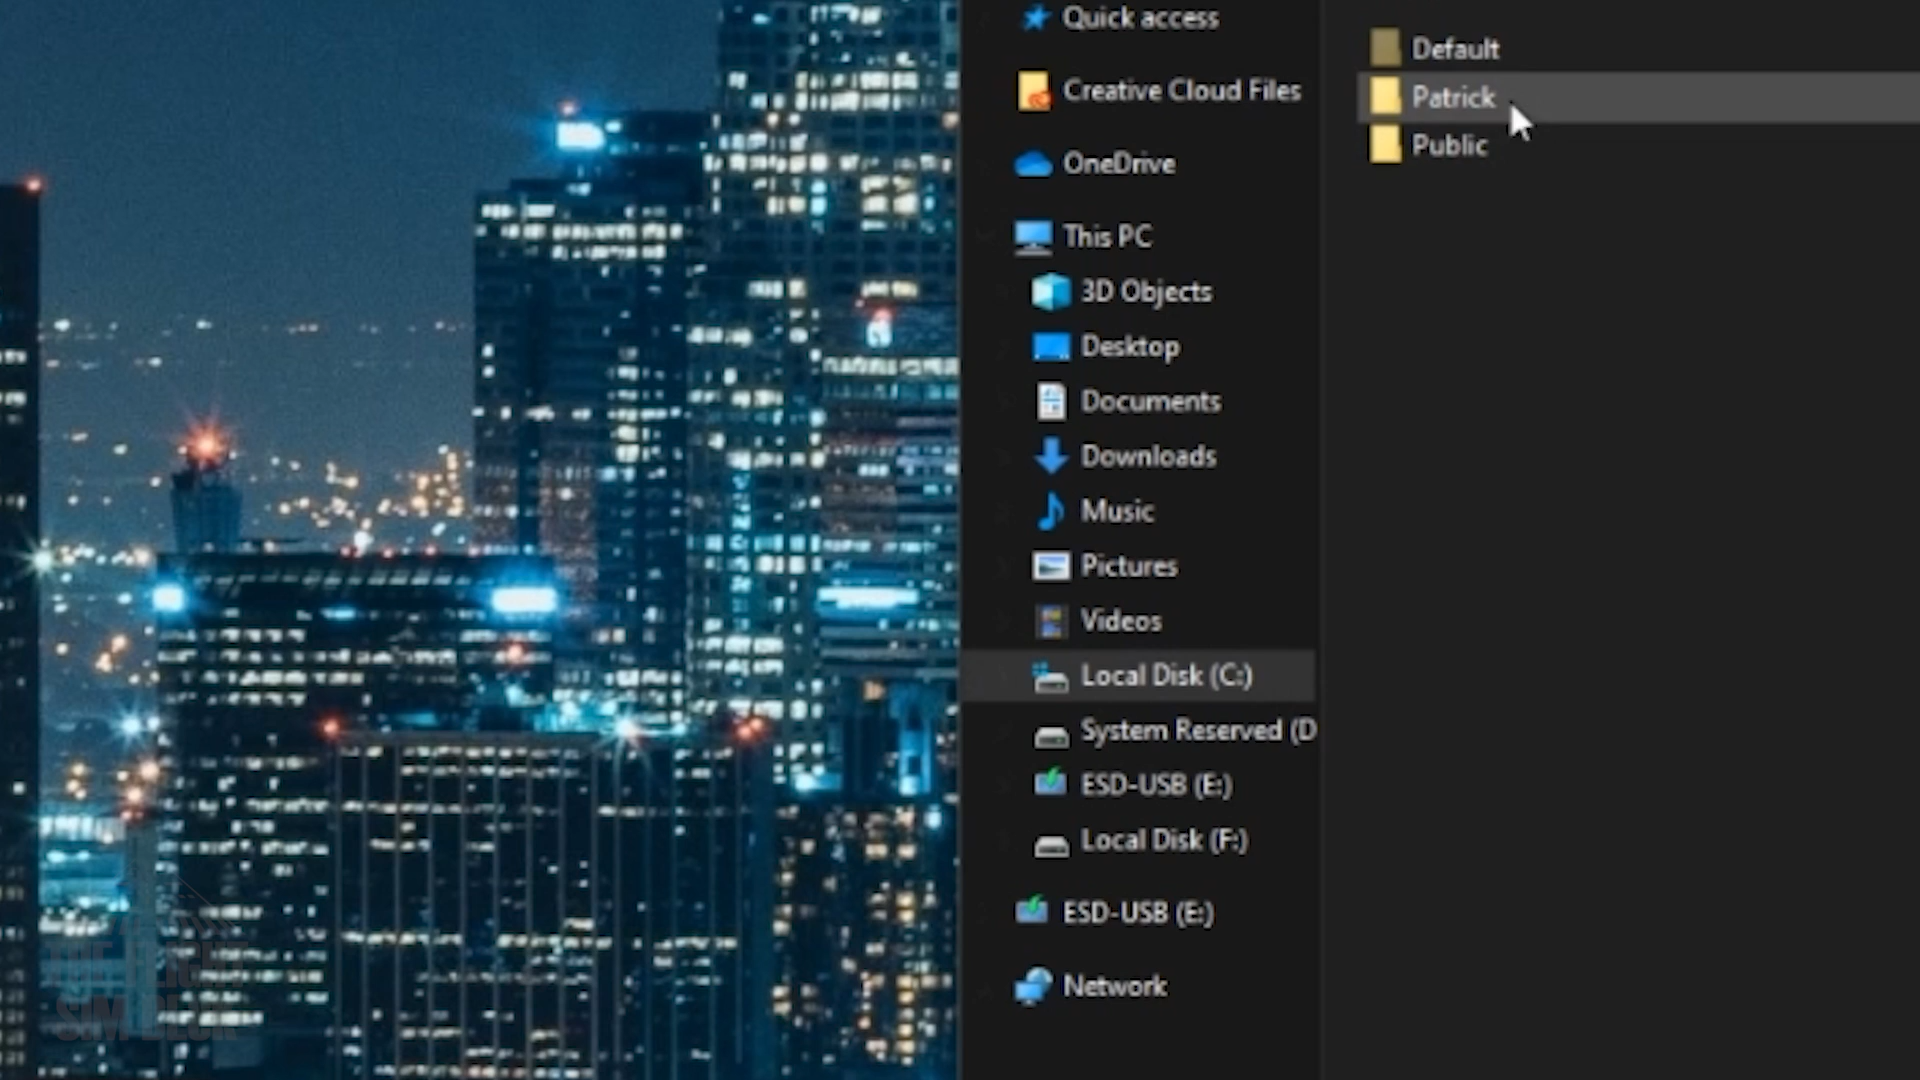 Quick access
Creative Cloud Files
OneDrive
This PC
3D Objects
Desktop
Documents
Downloads
Music
Pictures
Videos
Local Disk (C:)
System Reserved (D
ESD-USB (E:)
Local Disk (F:)
ESD-USB (E:)
Network
Default
Patrick
Public